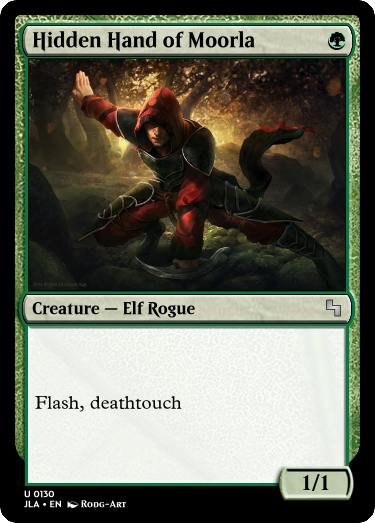 Hidden Hand of Moorla
Creature — Elf Rogue
Flash, deathtouch
1/1
U 0130
JLA • EN Rodg-Art